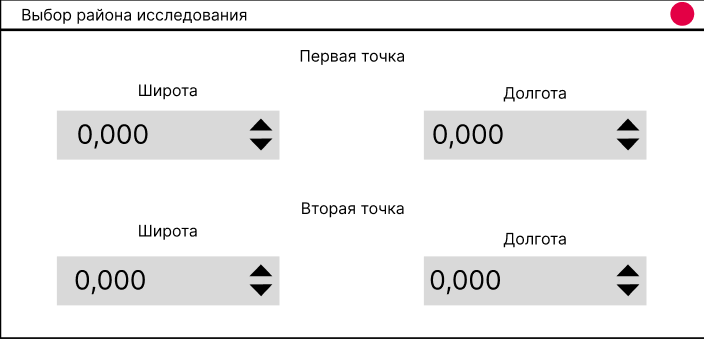 Выбор района исследования
Первая точка
Широта
Долгота
0,000
0,000
Вторая точка
Широта
Долгота
0,000
0,000